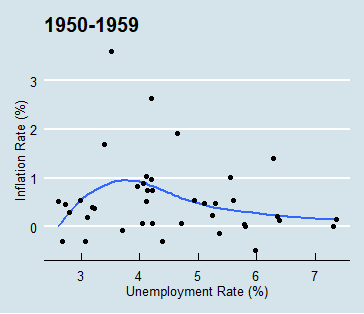 1950-1959
Inflation Rate (%)
3
2
1
0
3 4 5 6 7
Unemployment Rate (%)